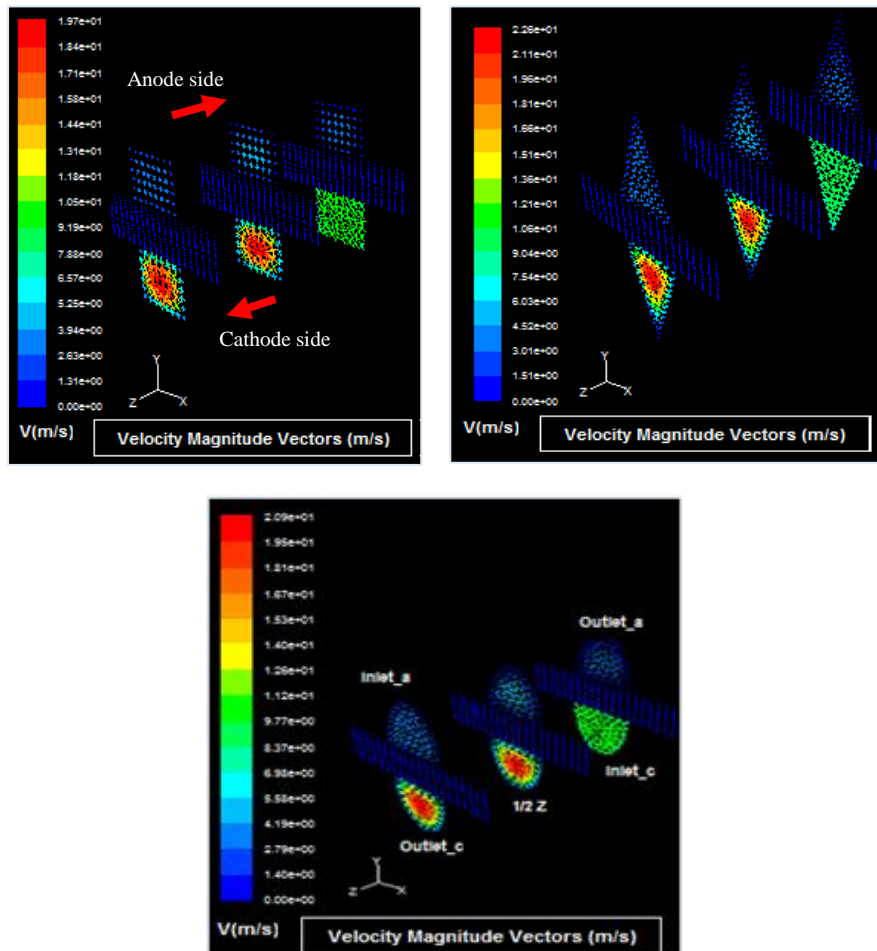 1.97e+01
1.84e+01
1.71e+01
1.58e+01
1.44e+01
1.31e+01
1.18e+01
1.05e+01
9.19e+00
7.88e+00
6.57e+00
5.25e+00
3.94e+00
2.63e+00
1.31e+00
0.00e+00
Anode side
Cathode side
Y
Z
X
V(m/s)
Velocity Magnitude Vectors (m/s)
2.26e+01
2.11e+01
1.96e+01
1.81e+01
1.66e+01
1.51e+01
1.36e+01
1.21e+01
1.06e+01
9.04e+00
7.54e+00
6.03e+00
4.52e+00
3.01e+00
1.51e+00
0.00e+00
Y
Z
X
V(m/s)
Velocity Magnitude Vectors (m/s)
2.09e+01
1.95e+01
1.81e+01
1.67e+01
1.53e+01
1.40e+01
1.26e+01
1.12e+01
9.77e+00
8.37e+00
6.98e+00
5.58e+00
4.19e+00
2.79e+00
1.40e+00
0.00e+00
Outlet_a
Inlet_a
Inlet_c
1/2 Z
Outlet_c
Y
Z
X
V(m/s)
Velocity Magnitude Vectors (m/s)